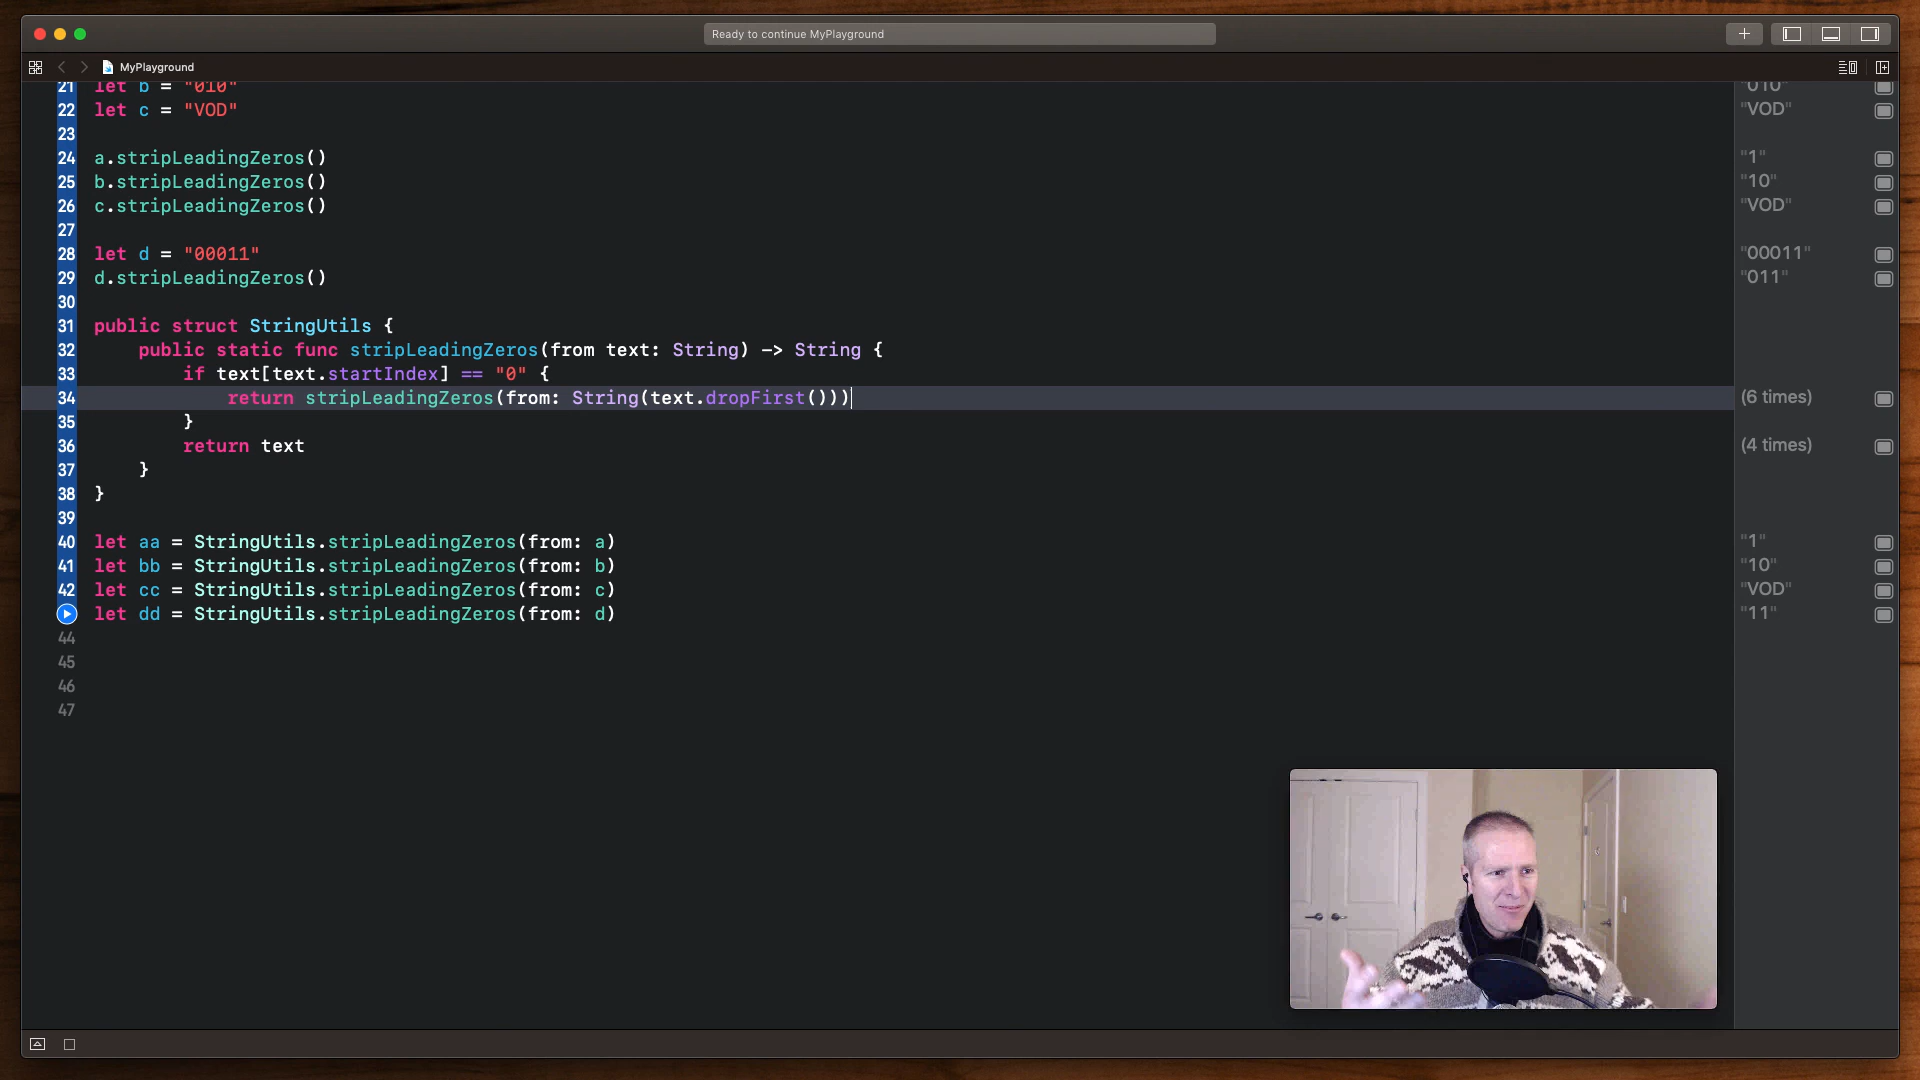 Ready to continue MyPlayground
MyPlayground
21 let b = "010" "010"
22 let c = "VOD" "VOD"
23
24 a.stripLeadingZeros() "1"
25 b.stripLeadingZeros() "10"
26 c.stripLeadingZeros() "VOD"
27
28 let d = "00011" "00011"
29 d.stripLeadingZeros() "011"
30
31 public struct StringUtils {
32     public static func stripLeadingZeros(from text: String) -> String {
33         if text[text.startIndex] == "0" {
34             return stripLeadingZeros(from: String(text.dropFirst())) (6 times)
35         }
36         return text (4 times)
37     }
38 }
39
40 let aa = StringUtils.stripLeadingZeros(from: a) "1"
41 let bb = StringUtils.stripLeadingZeros(from: b) "10"
42 let cc = StringUtils.stripLeadingZeros(from: c) "VOD"
let dd = StringUtils.stripLeadingZeros(from: d) "11"
44
45
46
47